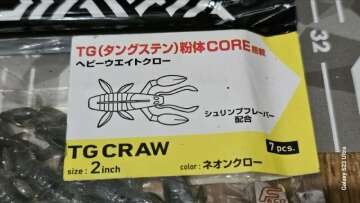 TG(タングステン)粉体CORE搭載
ヘビーウエイトクロー
シュリンプフレーバー
配合
TG CRAW
7 pcs.
size : 2inch
color : ネオンクロー
32
Galaxy S23 Ultra